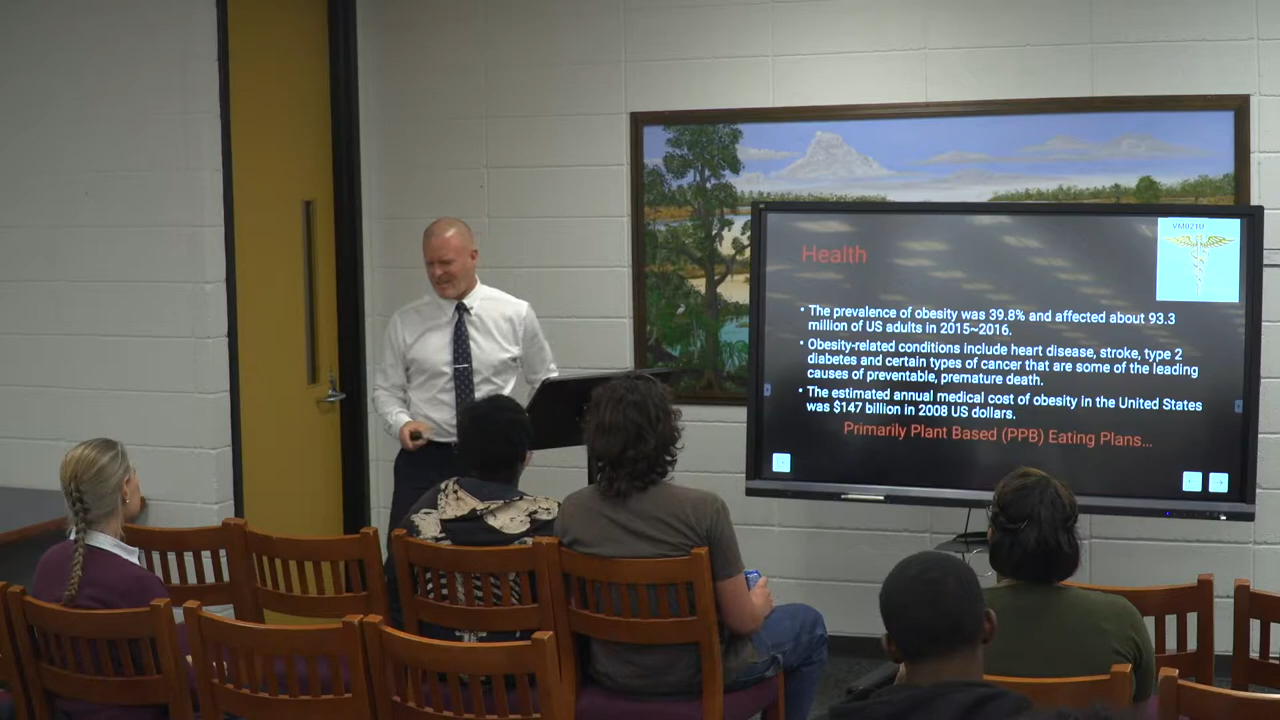 VM021U
Health
• The prevalence of obesity was 39.8% and affected about 93.3
million of US adults in 2015~2016.
• Obesity-related conditions include heart disease, stroke, type 2
diabetes and certain types of cancer that are some of the leading
causes of preventable, premature death.
• The estimated annual medical cost of obesity in the United States
was $147 billion in 2008 US dollars.
Primarily Plant Based (PPB) Eating Plans...